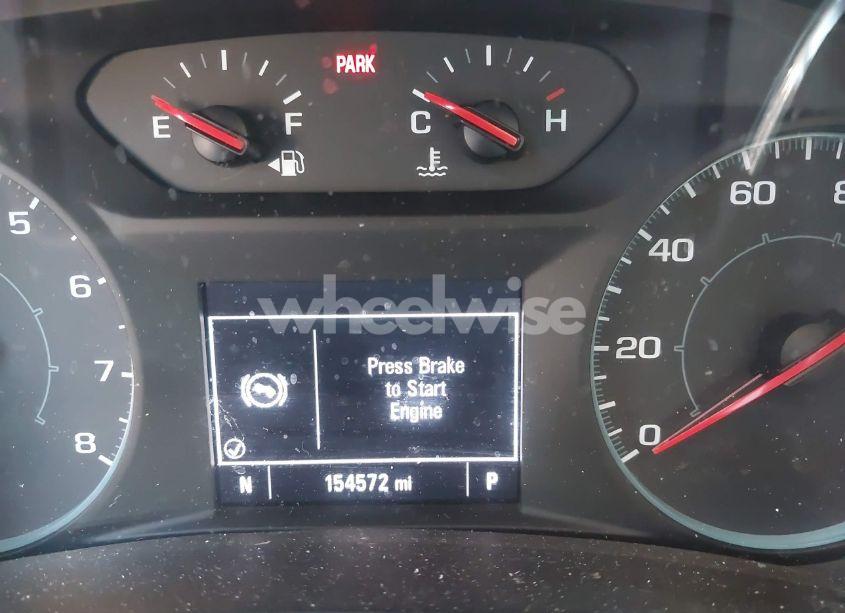 PARK
E F
C H
5
6
7
8
wheelwise
Press Brake
to Start
Engine
N 154572 mi P
0
20
40
60